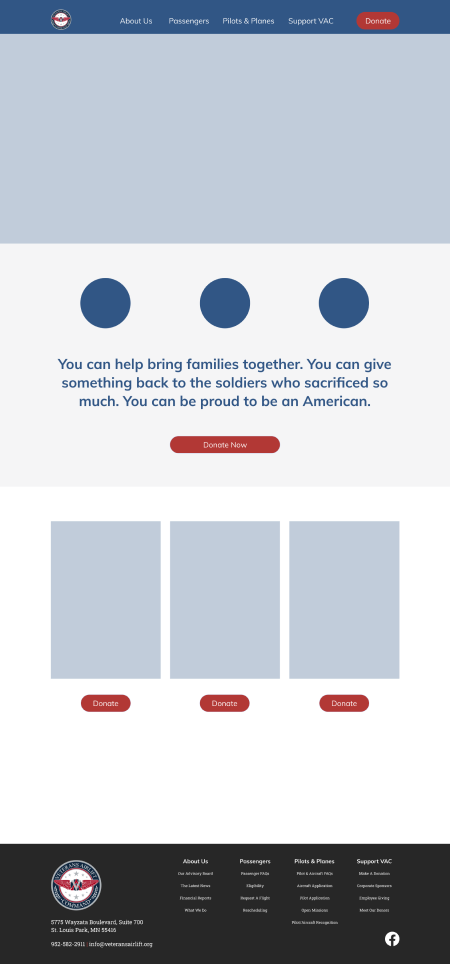 About Us Passengers Pilots & Planes Support VAC Donate
You can help bring families together. You can give
something back to the soldiers who sacrificed so
much. You can be proud to be an American.
Donate Now
Donate Donate Donate
VETERANS AIRLIFT
COMMAND
5775 Wayzata Boulevard, Suite 700
St. Louis Park, MN 55416
952-582-2911 | info@veteransairlift.org
About Us
Our Advisory Board
The Latest News
Financial Reports
What We Do
Passengers
Passenger FAQs
Eligibility
Request A Flight
Rescheduling
Pilots & Planes
Pilot & Aircraft FAQs
Aircraft Application
Pilot Application
Open Missions
Pilot/Aircraft Recognition
Support VAC
Make A Donation
Corporate Sponsors
Employee Giving
Meet Our Donors